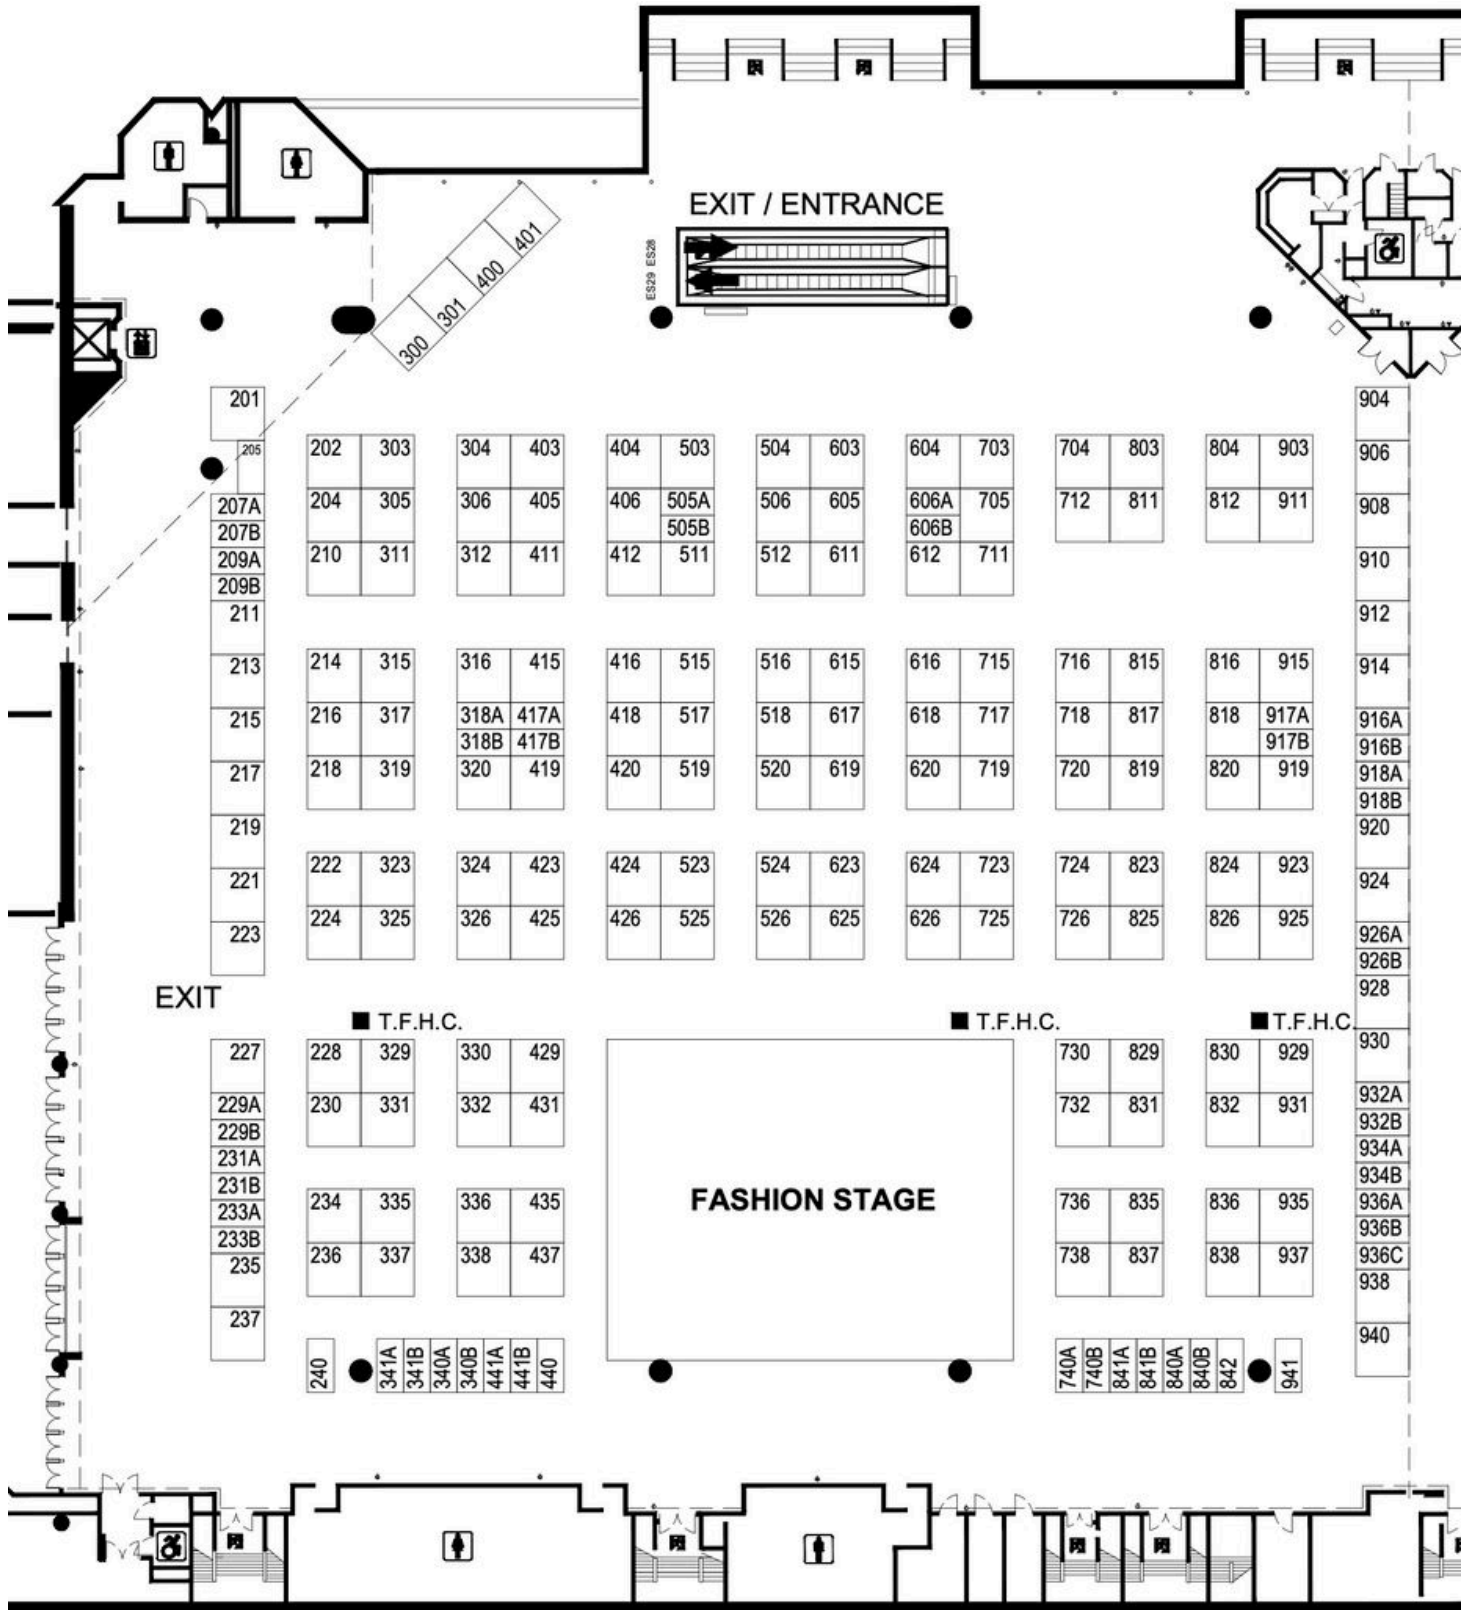 EXIT / ENTRANCE
ES29 ES28
401
400
301
300
201
205
202 303 304 403 404 503 504 603 604 703 704 803 804 903
904
906
207A
207B
204 305 306 405 406 505A 506 605 606A 705 712 811 812 911
505B 606B
908
209A
209B
210 311 312 411 412 511 512 611 612 711
910
211
912
213
214 315 316 415 416 515 516 615 616 715 716 815 816 915
914
215
216 317 318A 417A 418 517 518 617 618 717 718 817 818 917A
318B 417B 917B
916A
916B
217
218 319 320 419 420 519 520 619 620 719 720 819 820 919
918A
918B
219
920
221
222 323 324 423 424 523 524 623 624 723 724 823 824 923
924
223
224 325 326 425 426 525 526 625 626 725 726 825 826 925
926A
926B
EXIT
928
T.F.H.C. T.F.H.C. T.F.H.C.
930
227
228 329 330 429 730 829 830 929
229A
229B
230 331 332 431 732 831 832 931
932A
932B
231A
231B
934A
934B
233A
233B
234 335 336 435 FASHION STAGE 736 835 836 935
936A
936B
936C
235
236 337 338 437 738 837 838 937
938
237
940
240 341A 341B 340A 340B 441A 441B 440 740A 740B 841A 841B 840A 840B 842 941